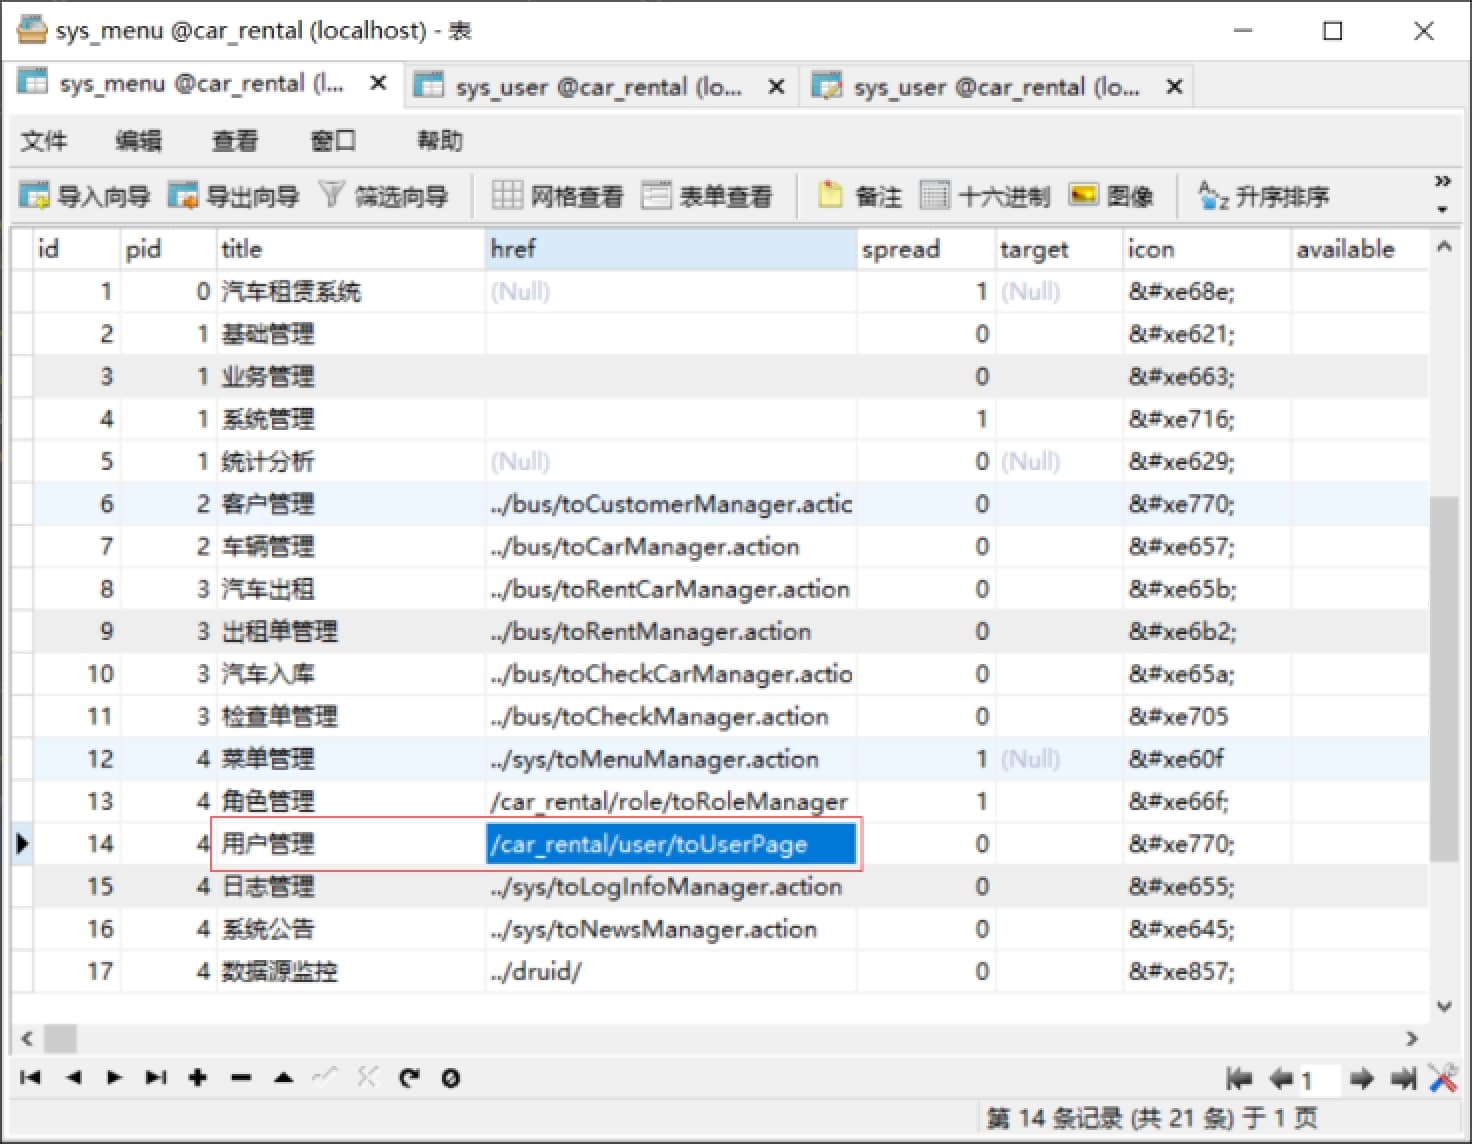 sys_menu @car_rental (localhost) - 表
sys_menu @car_rental (l... sys_user @car_rental (lo... sys_user @car_rental (lo...
文件 编辑 查看 窗口 帮助
导入向导 导出向导 筛选向导 网格查看 表单查看 备注 十六进制 图像 升序排序
id pid title href spread target icon available
1 0 汽车租赁系统 (Null) 1 (Null) &#xe68e;
2 1 基础管理 0 &#xe621;
3 1 业务管理 0 &#xe663;
4 1 系统管理 1 &#xe716;
5 1 统计分析 (Null) 0 (Null) &#xe629;
6 2 客户管理 ../bus/toCustomerManager.actic 0 &#xe770;
7 2 车辆管理 ../bus/toCarManager.action 0 &#xe657;
8 3 汽车出租 ../bus/toRentCarManager.action 0 &#xe65b;
9 3 出租单管理 ../bus/toRentManager.action 0 &#xe6b2;
10 3 汽车入库 ../bus/toCheckCarManager.actio 0 &#xe65a;
11 3 检查单管理 ../bus/toCheckManager.action 0 &#xe705
12 4 菜单管理 ../sys/toMenuManager.action 1 (Null) &#xe60f
13 4 角色管理 /car_rental/role/toRoleManager 1 &#xe66f;
14 4 用户管理 /car_rental/user/toUserPage 0 &#xe770;
15 4 日志管理 ../sys/toLogInfoManager.action 0 &#xe655;
16 4 系统公告 ../sys/toNewsManager.action 0 &#xe645;
17 4 数据源监控 ../druid/ 0 &#xe857;
1
第 14 条记录 (共 21 条) 于 1 页